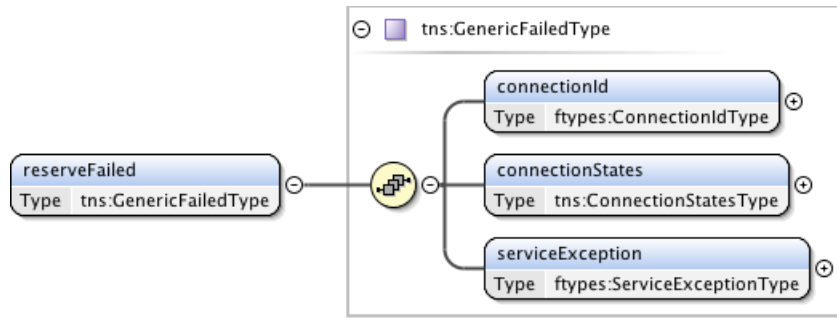 tns:GenericFailedType
connectionId
Type ftypes:ConnectionIdType
reserveFailed
Type tns:GenericFailedType
connectionStates
Type tns:ConnectionStatesType
serviceException
Type ftypes:ServiceExceptionType